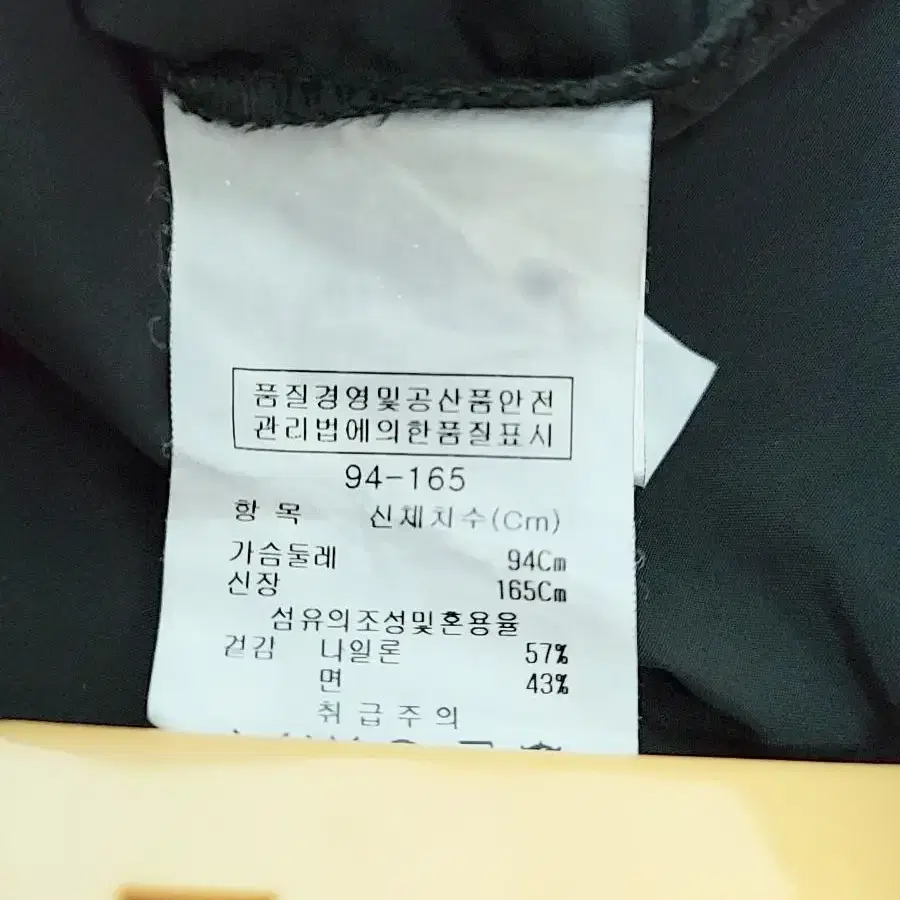 품질경영및공산품안전
관리법에의한품질표시
94-165
항 목 신체치수(Cm)
가슴둘레 94Cm
신장 165Cm
섬유의조성및혼용율
겉감 나일론 57%
면 43%
취급주의